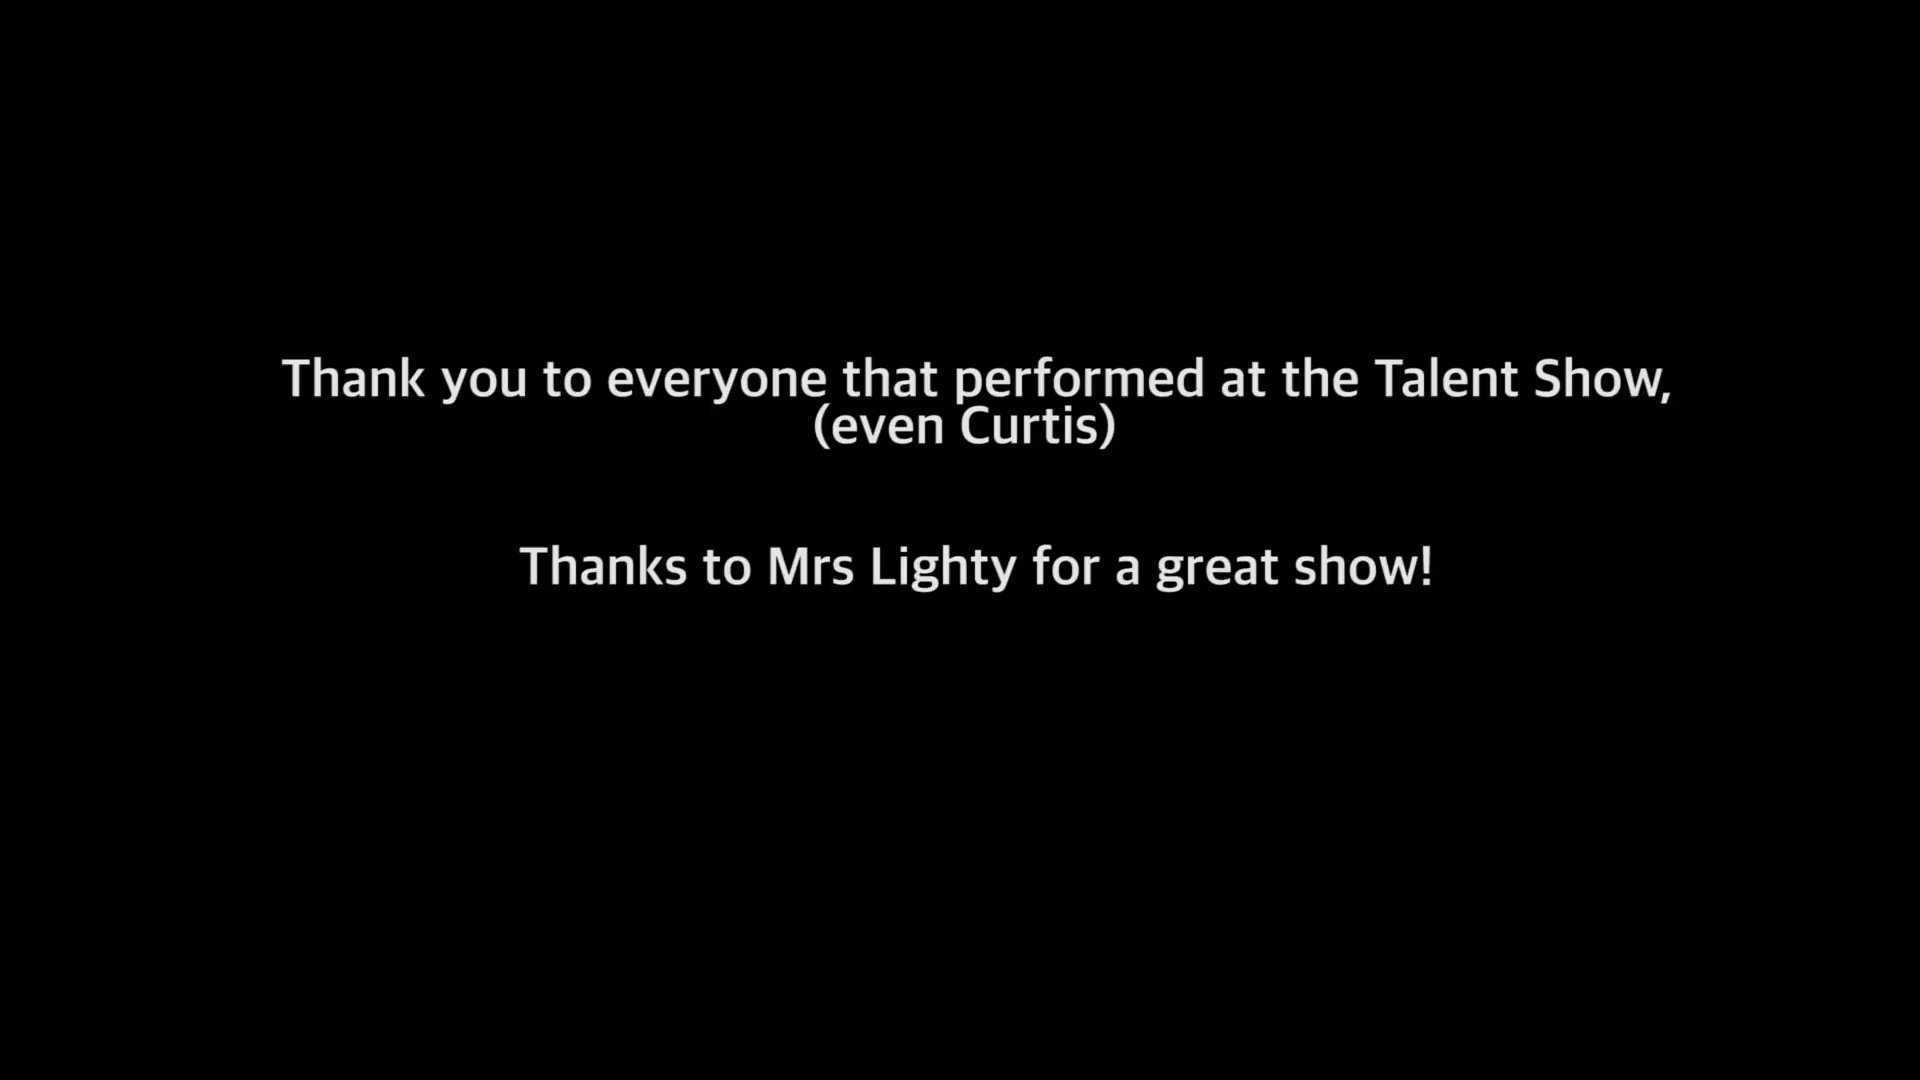 Thank you to everyone that performed at the Talent Show,
(even Curtis)
Thanks to Mrs Lighty for a great show!